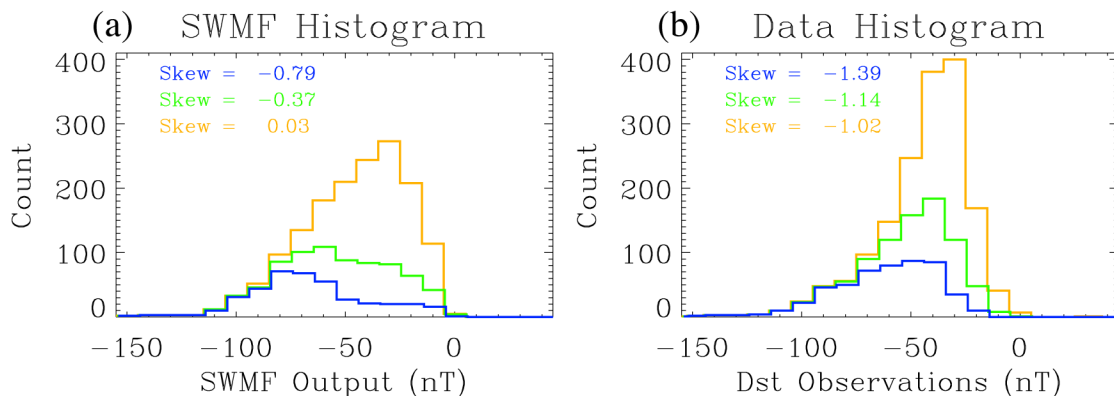 (a) SWMF Histogram
Skew = −0.79
Skew = −0.37
Skew = 0.03
400
300
200
100
0
Count
−150 −100 −50 0
SWMF Output (nT)
(b) Data Histogram
Skew = −1.39
Skew = −1.14
Skew = −1.02
400
300
200
100
0
Count
−150 −100 −50 0
Dst Observations (nT)